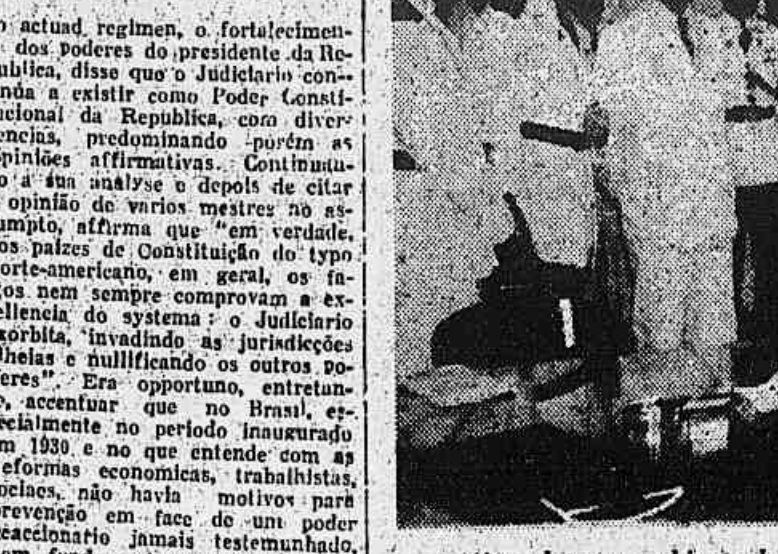 o actual regimen, o fortalecimen-
dos poderes do presidente da Re-
ublica, disse que o Judiciario con-
núa a existir como Poder Consti-
ucional da Republica, com diver-
encias, predominando porém as
opiniões affirmativas. Continuan-
o a sua analyse e depois de citar
opinião de varios mestres no as-
umpto, affirma que "em verdade,
os paizes de Constituição do typo
orte-americano, em geral, os fa-
os nem sempre comprovam a ex-
ellencia do systema: o Judiciario
xorbita, invadindo as jurisdicções
lheias e nullificando os outros po-
eres". Era opportuno, entretan-
o, accentuar que no Brasil, es-
ecialmente no periodo inaugurado
m 1930 e no que entende com as
eformas economicas, trabalhistas,
ociaes, não havia motivos para
prevenção em face de um poder
eaccionario jamais testemunhado,